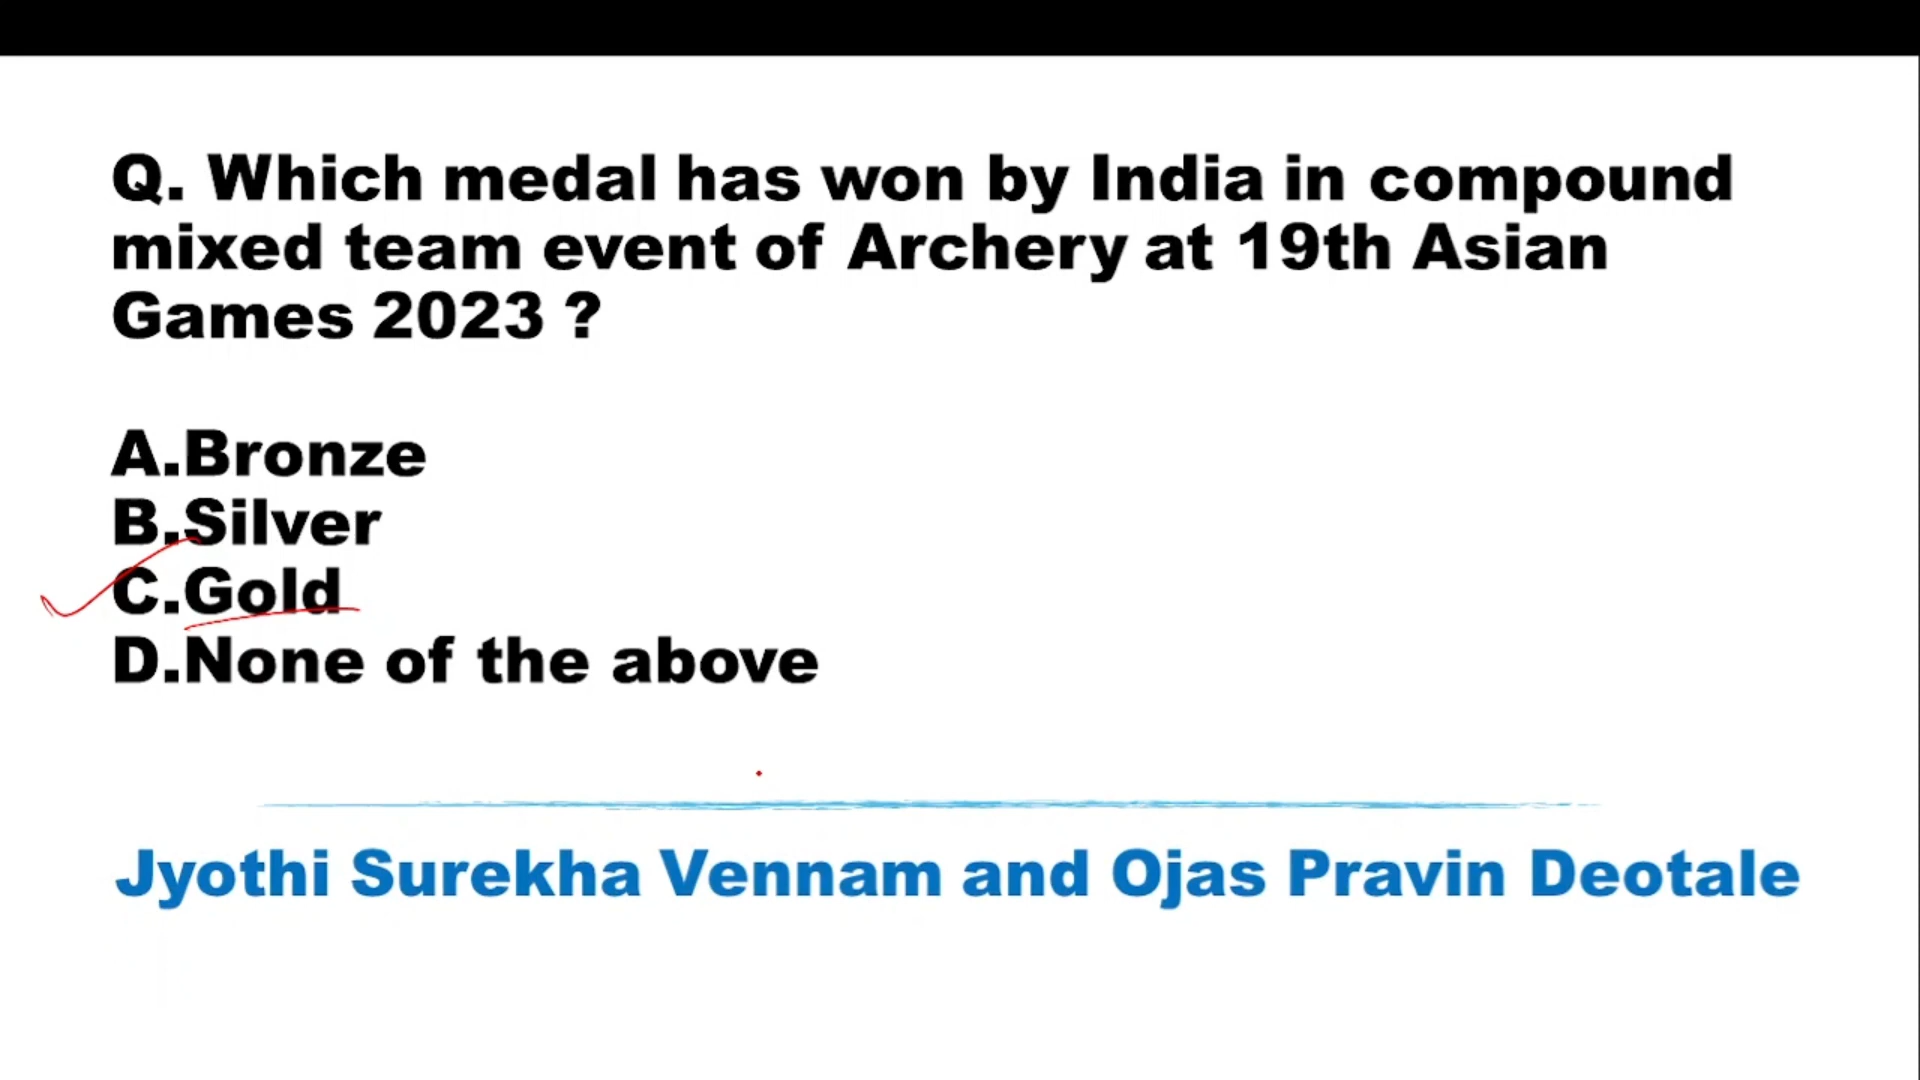 Q. Which medal has won by India in compound
mixed team event of Archery at 19th Asian
Games 2023 ?
A.Bronze
B.Silver
C.Gold
D.None of the above
Jyothi Surekha Vennam and Ojas Pravin Deotale